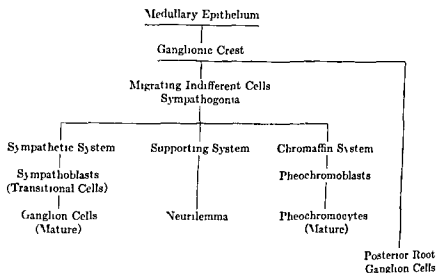 Medullary Epithelium
Ganglionic Crest
Migrating Indifferent Cells
Sympathogonia
Sympathetic System
Supporting System
Chromaffin System
Sympathoblasts
(Transitional Cells)
Pheochromoblasts
Ganglion Cells
(Mature)
Neurilemma
Pheochromocytes
(Mature)
Posterior Root
Ganglion Cells